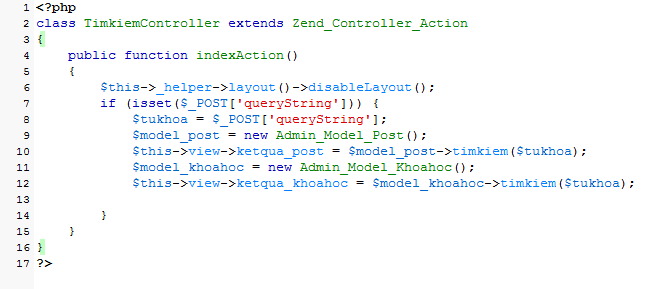 1 <?php
2 class TimkiemController extends Zend_Controller_Action
3 {
4     public function indexAction()
5     {
6         $this->_helper->layout()->disableLayout();
7         if (isset($_POST['queryString'])) {
8             $tukhoa = $_POST['queryString'];
9             $model_post = new Admin_Model_Post();
10             $this->view->ketqua_post = $model_post->timkiem($tukhoa);
11             $model_khoahoc = new Admin_Model_Khoahoc();
12             $this->view->ketqua_khoahoc = $model_khoahoc->timkiem($tukhoa);
13
14         }
15     }
16 }
17 ?>